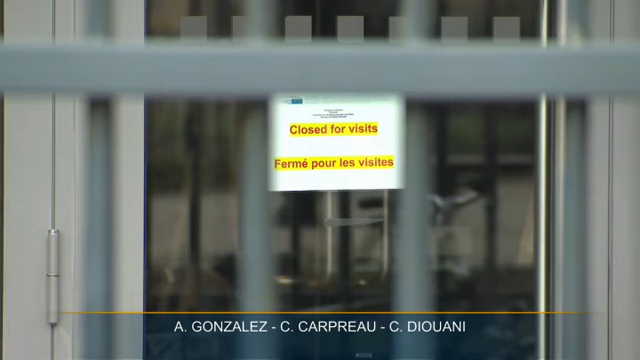 Closed for visits
Fermé pour les visites
A. GONZALEZ - C. CARPREAU - C. DIOUANI